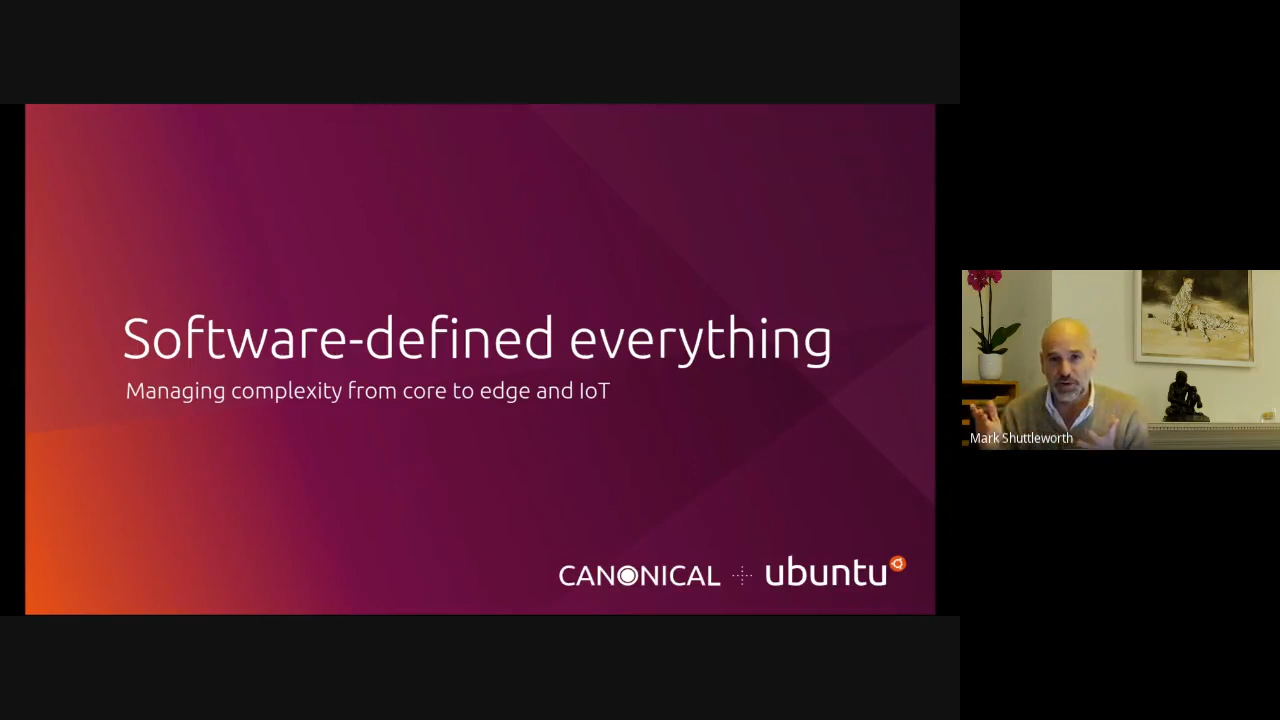 Software-defined everything
Managing complexity from core to edge and IoT
CANONICAL ubuntu
Mark Shuttleworth